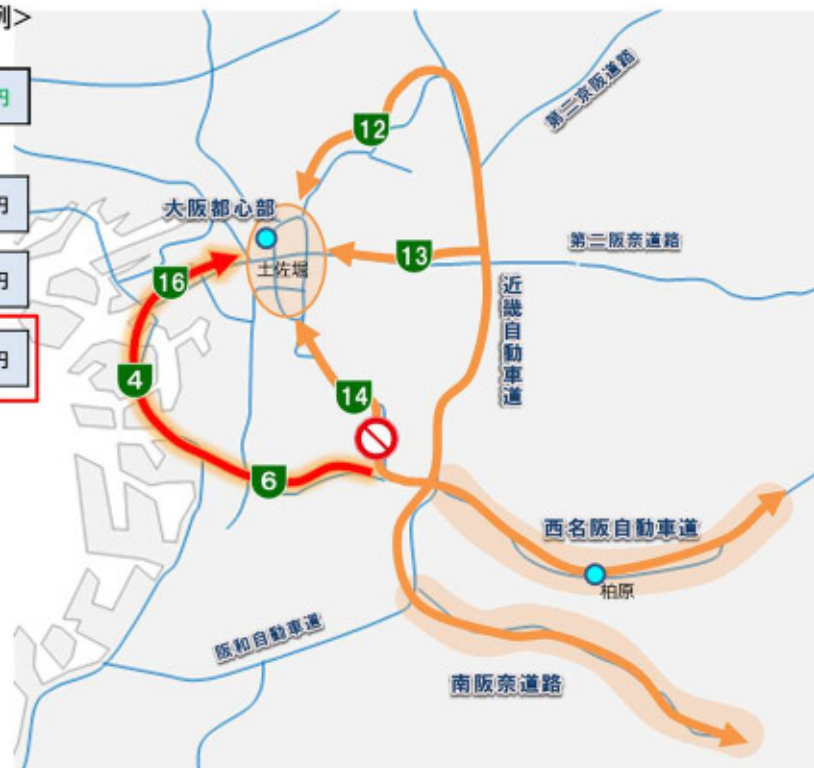 例>
円
円
円
円
第二京阪道路
12
大阪都心部
土佐堀
第二阪奈道路
13
16
近畿自動車道
4
14
6
西名阪自動車道
柏原
阪和自動車道
南阪奈道路